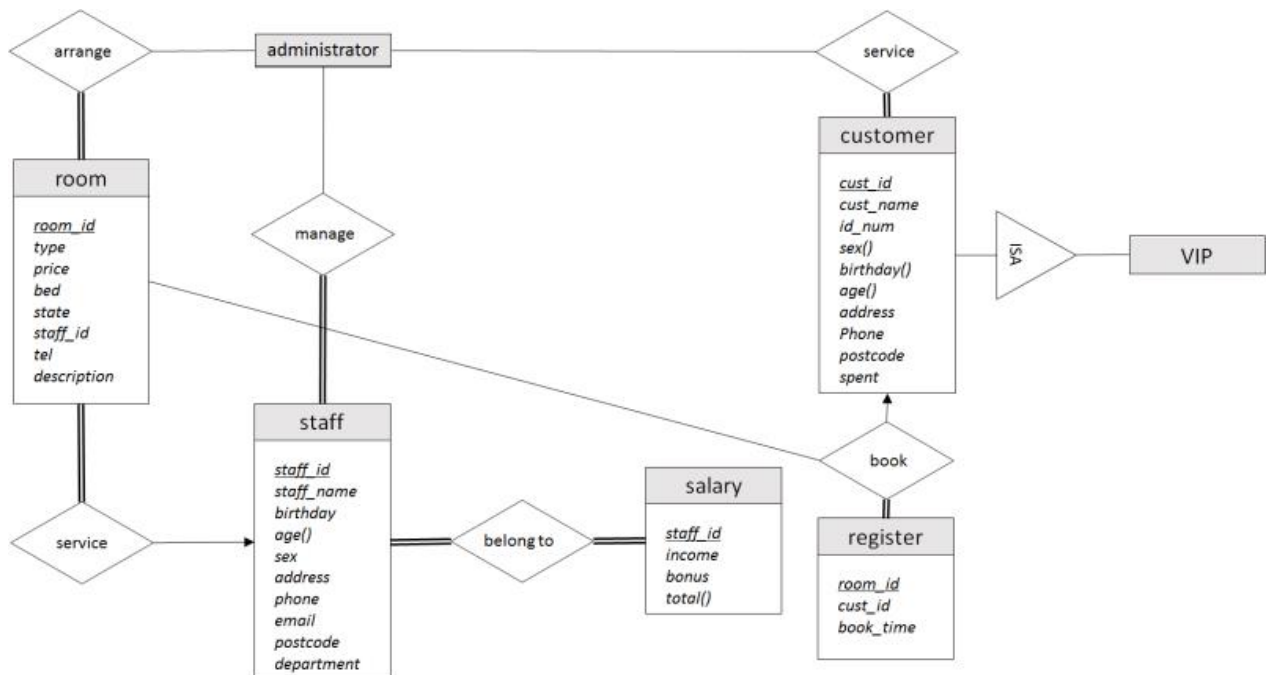 arrange
administrator
service
room
room_id
type
price
bed
state
staff_id
tel
description
manage
customer
cust_id
cust_name
id_num
sex()
birthday()
age()
address
Phone
postcode
spent
ISA
VIP
service
staff
staff_id
staff_name
birthday
age()
sex
address
phone
email
postcode
department
belong to
salary
staff_id
income
bonus
total()
book
register
room_id
cust_id
book_time